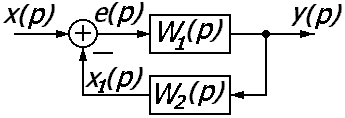 x(p) e(p) W₁(p) y(p)
+
−
x₁(p) W₂(p)